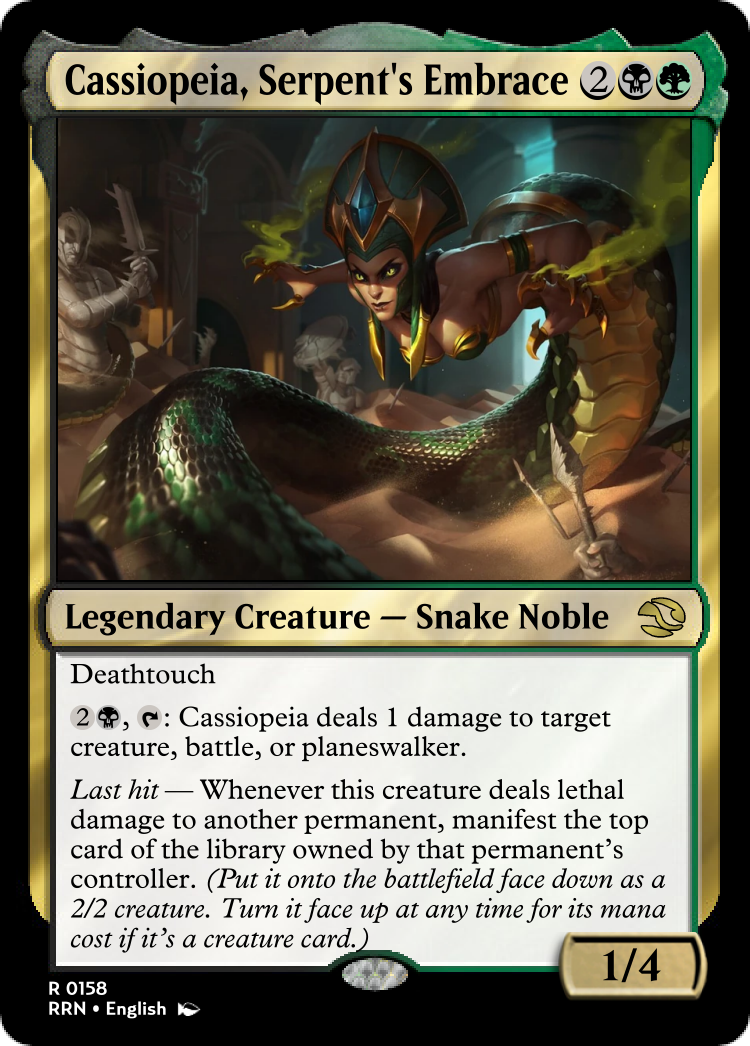 Cassiopeia, Serpent's Embrace 2
Legendary Creature — Snake Noble
Deathtouch
2, : Cassiopeia deals 1 damage to target
creature, battle, or planeswalker.
Last hit — Whenever this creature deals lethal
damage to another permanent, manifest the top
card of the library owned by that permanent's
controller. (Put it onto the battlefield face down as a
2/2 creature. Turn it face up at any time for its mana
cost if it's a creature card.)
1/4
R 0158
RRN • English